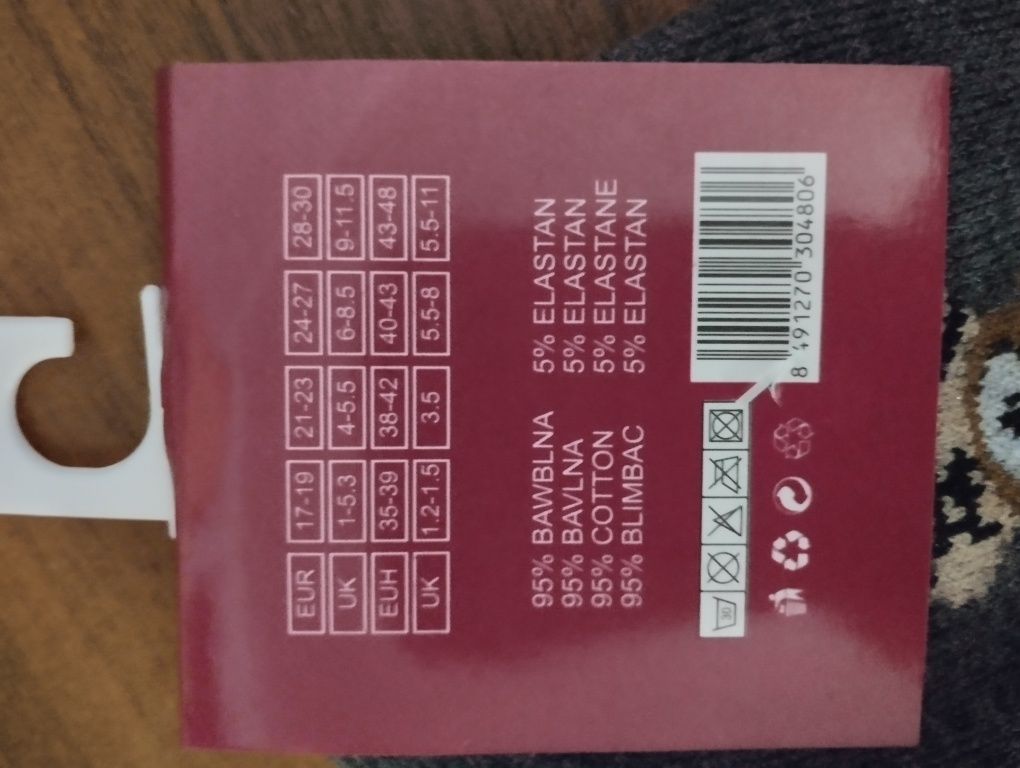 EUR 17-19 21-23 24-27 28-30
UK 1-5.3 4-5.5 6-8.5 9-11.5
EUH 35-39 38-42 40-43 43-48
UK 1.2-1.5 3.5 5.5-8 5.5-11
95% BAWBLNA 5% ELASTAN
95% BAVLNA 5% ELASTAN
95% COTTON 5% ELASTANE
95% BLIMBAC 5% ELASTAN
30
8 491270 304806